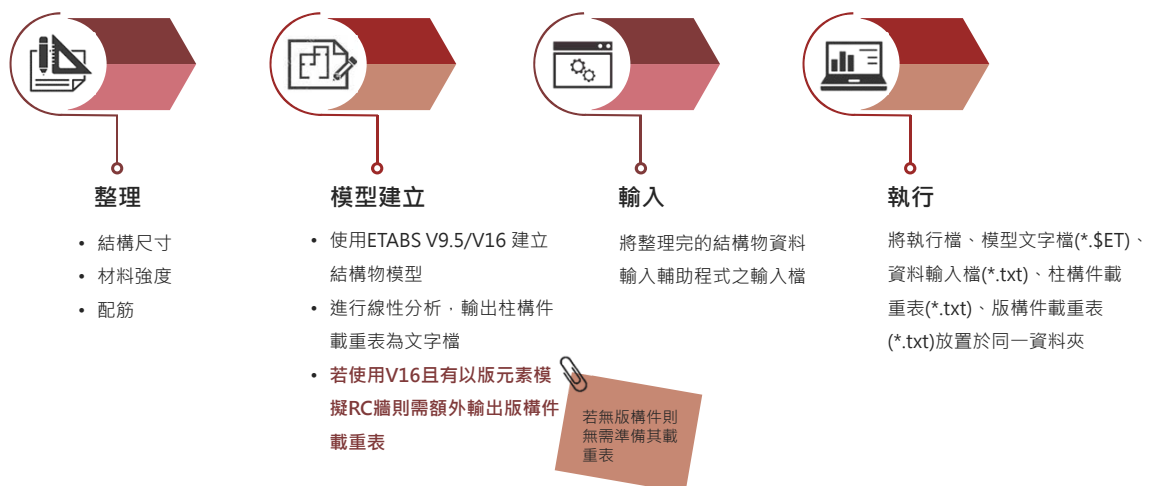 整理
• 結構尺寸
• 材料強度
• 配筋
模型建立
• 使用ETABS V9.5/V16 建立
結構物模型
• 進行線性分析，輸出柱構件
載重表為文字檔
• 若使用V16且有以版元素模
擬RC牆則需額外輸出版構件
載重表
若無版構件則
無需準備其載
重表
輸入
將整理完的結構物資料
輸入輔助程式之輸入檔
執行
將執行檔、模型文字檔(*.$ET)、
資料輸入檔(*.txt)、柱構件載
重表(*.txt)、版構件載重表
(*.txt)放置於同一資料夾